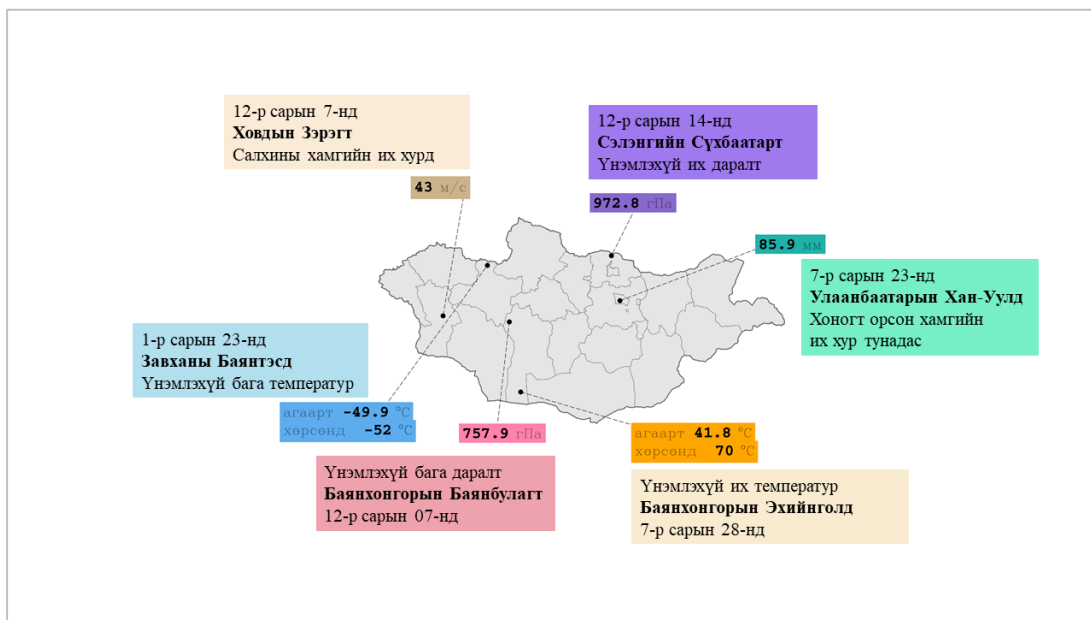 12-р сарын 7-нд
Ховдын Зэрэгт
Салхины хамгийн их хурд
43 м/с
12-р сарын 14-нд
Сэлэнгийн Сүхбаатарт
Үнэмлэхүй их даралт
972.8 гПа
85.9 мм
7-р сарын 23-нд
Улаанбаатарын Хан-Уулд
Хоногт орсон хамгийн
их хур тунадас
1-р сарын 23-нд
Завханы Баянтэсд
Үнэмлэхүй бага температур
агаарт -49.9 °C
хөрсөнд -52 °C
757.9 гПа
Үнэмлэхүй бага даралт
Баянхонгорын Баянбулагт
12-р сарын 07-нд
агаарт 41.8 °C
хөрсөнд 70 °C
Үнэмлэхүй их температур
Баянхонгорын Эхийнголд
7-р сарын 28-нд